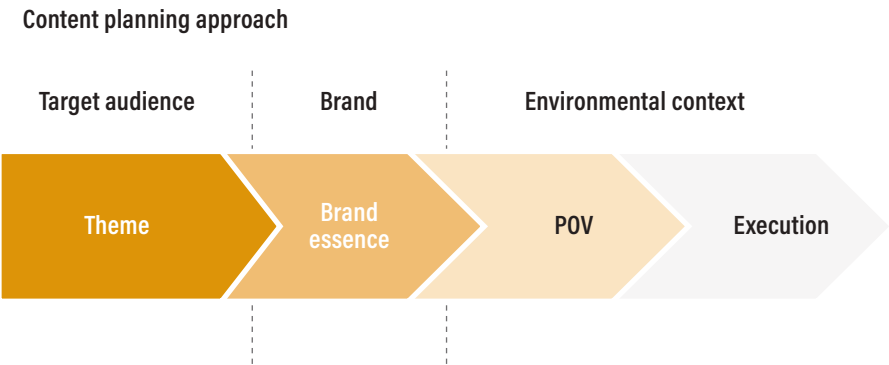 Content planning approach
Target audience
Brand
Environmental context
Theme
Brand
essence
POV
Execution